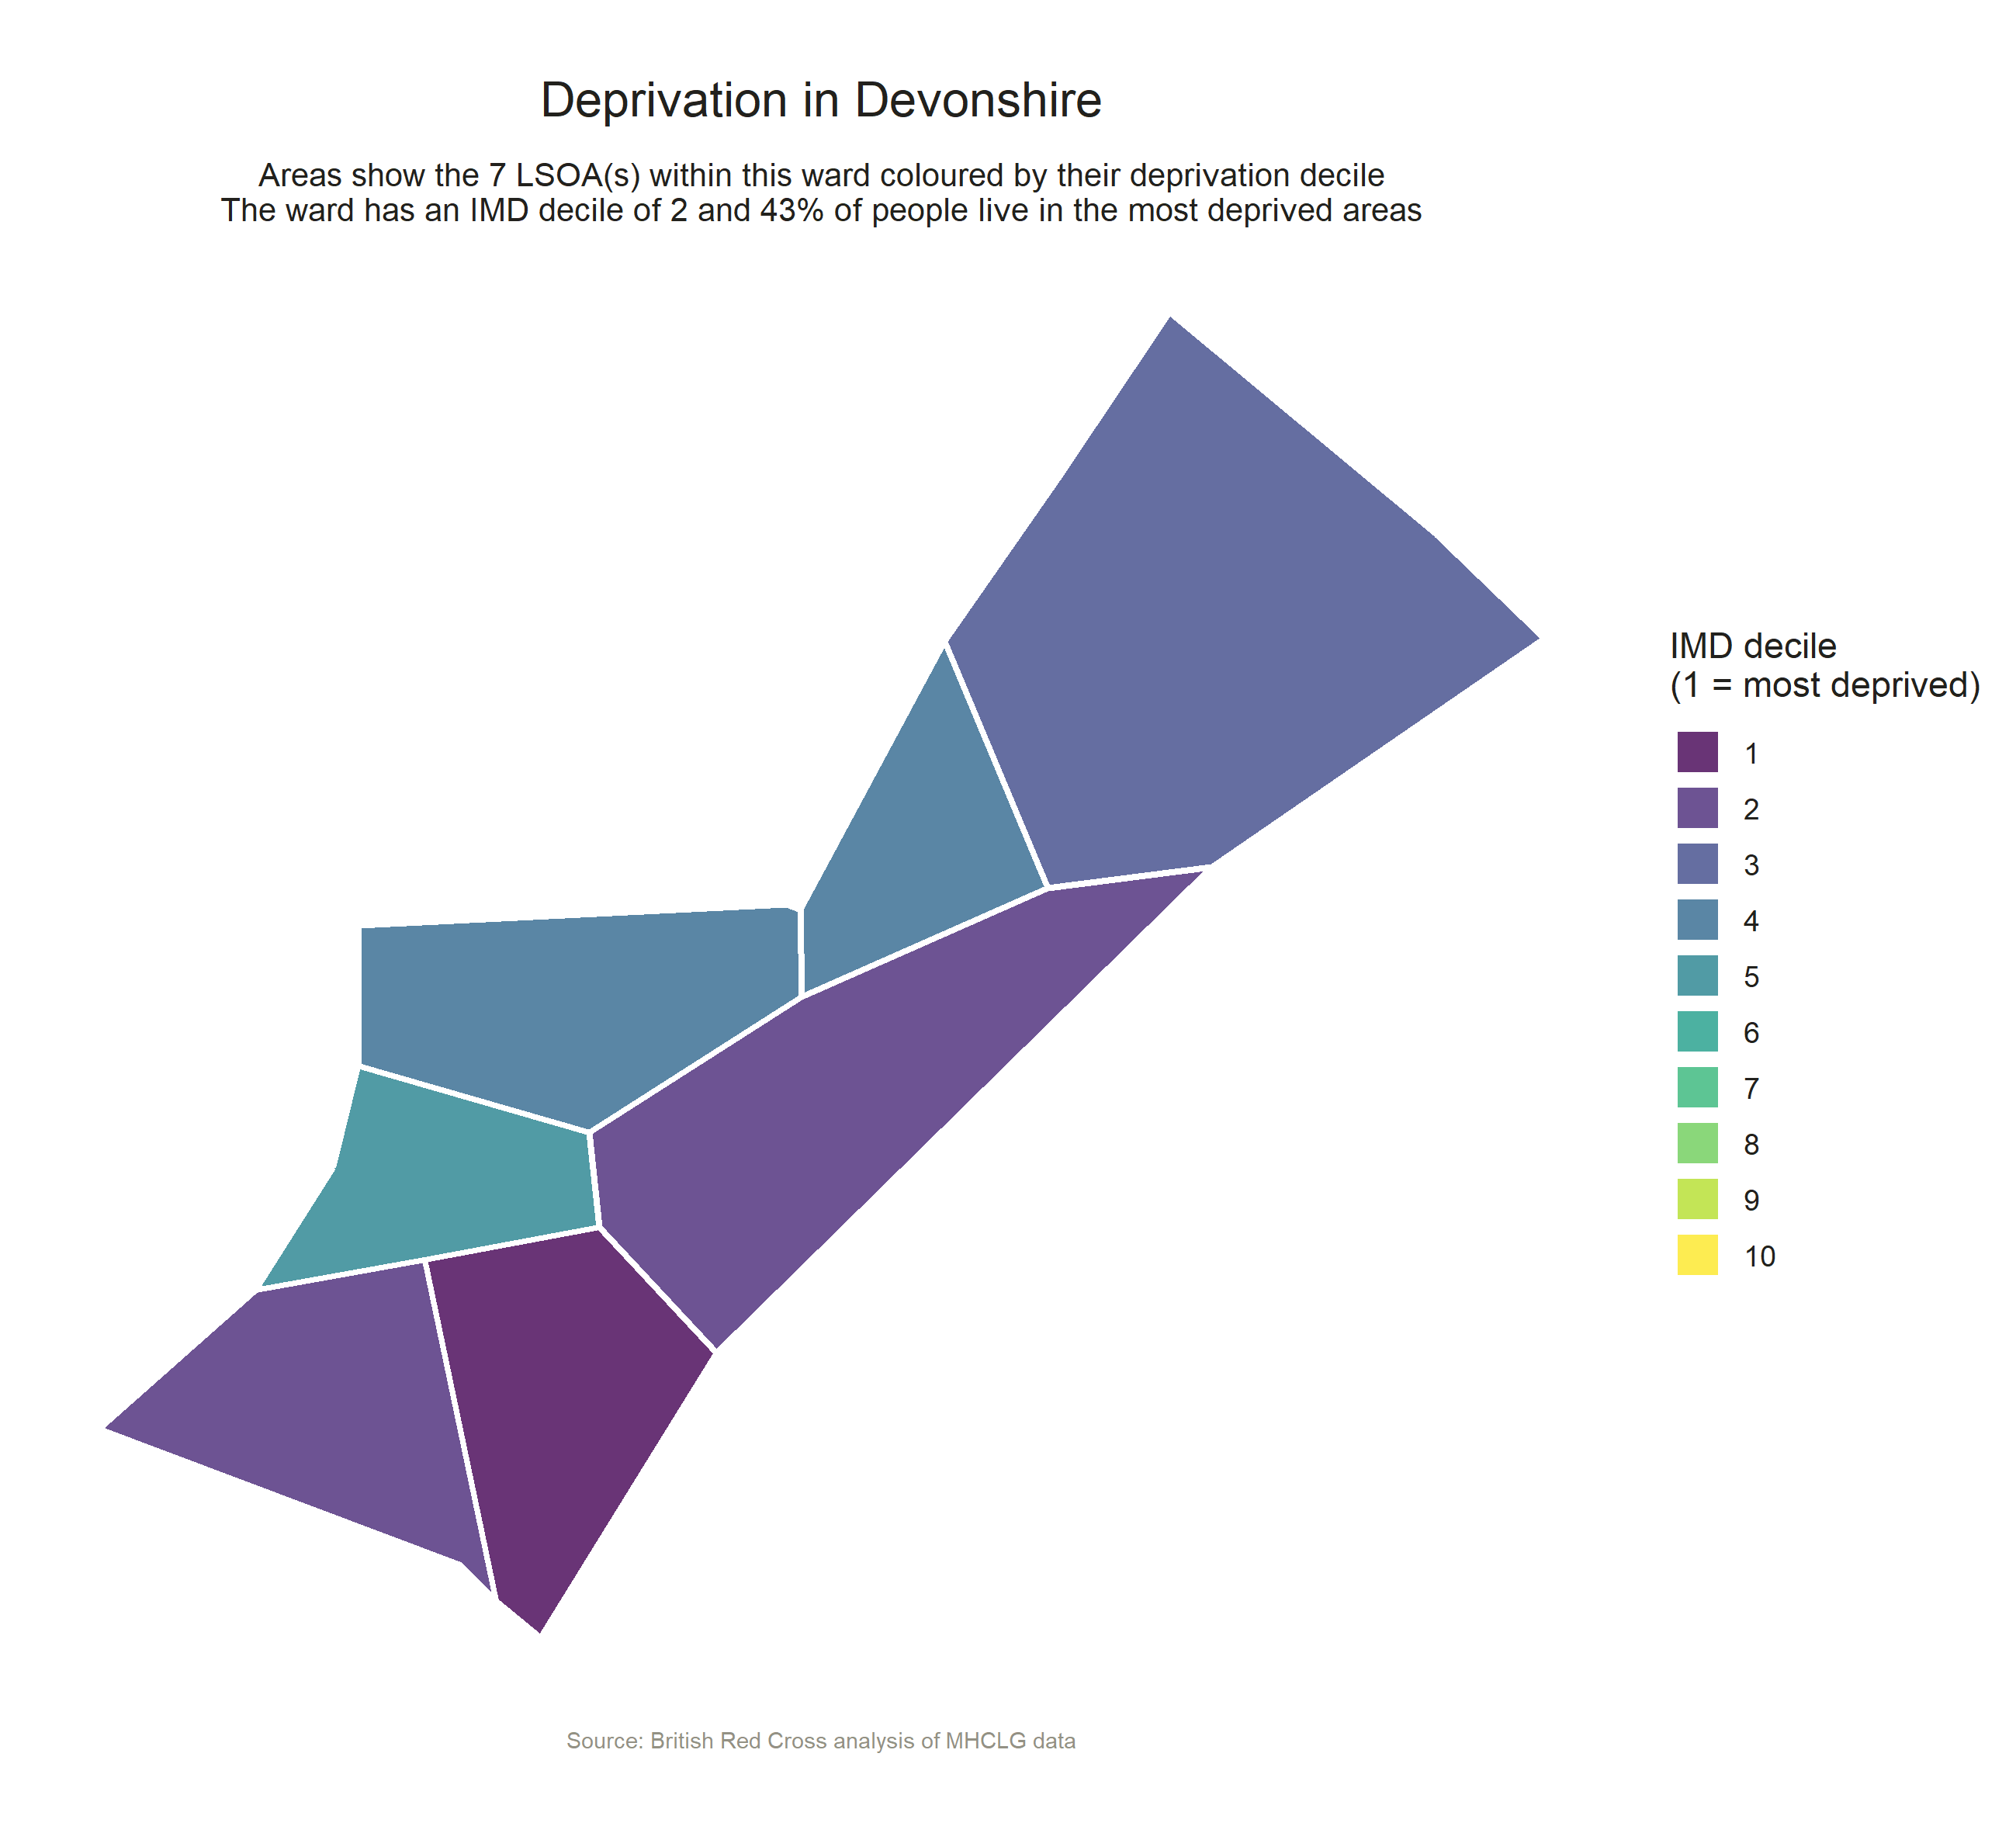 Deprivation in Devonshire
Areas show the 7 LSOA(s) within this ward coloured by their deprivation decile
The ward has an IMD decile of 2 and 43% of people live in the most deprived areas
IMD decile
(1 = most deprived)
1
2
3
4
5
6
7
8
9
10
Source: British Red Cross analysis of MHCLG data